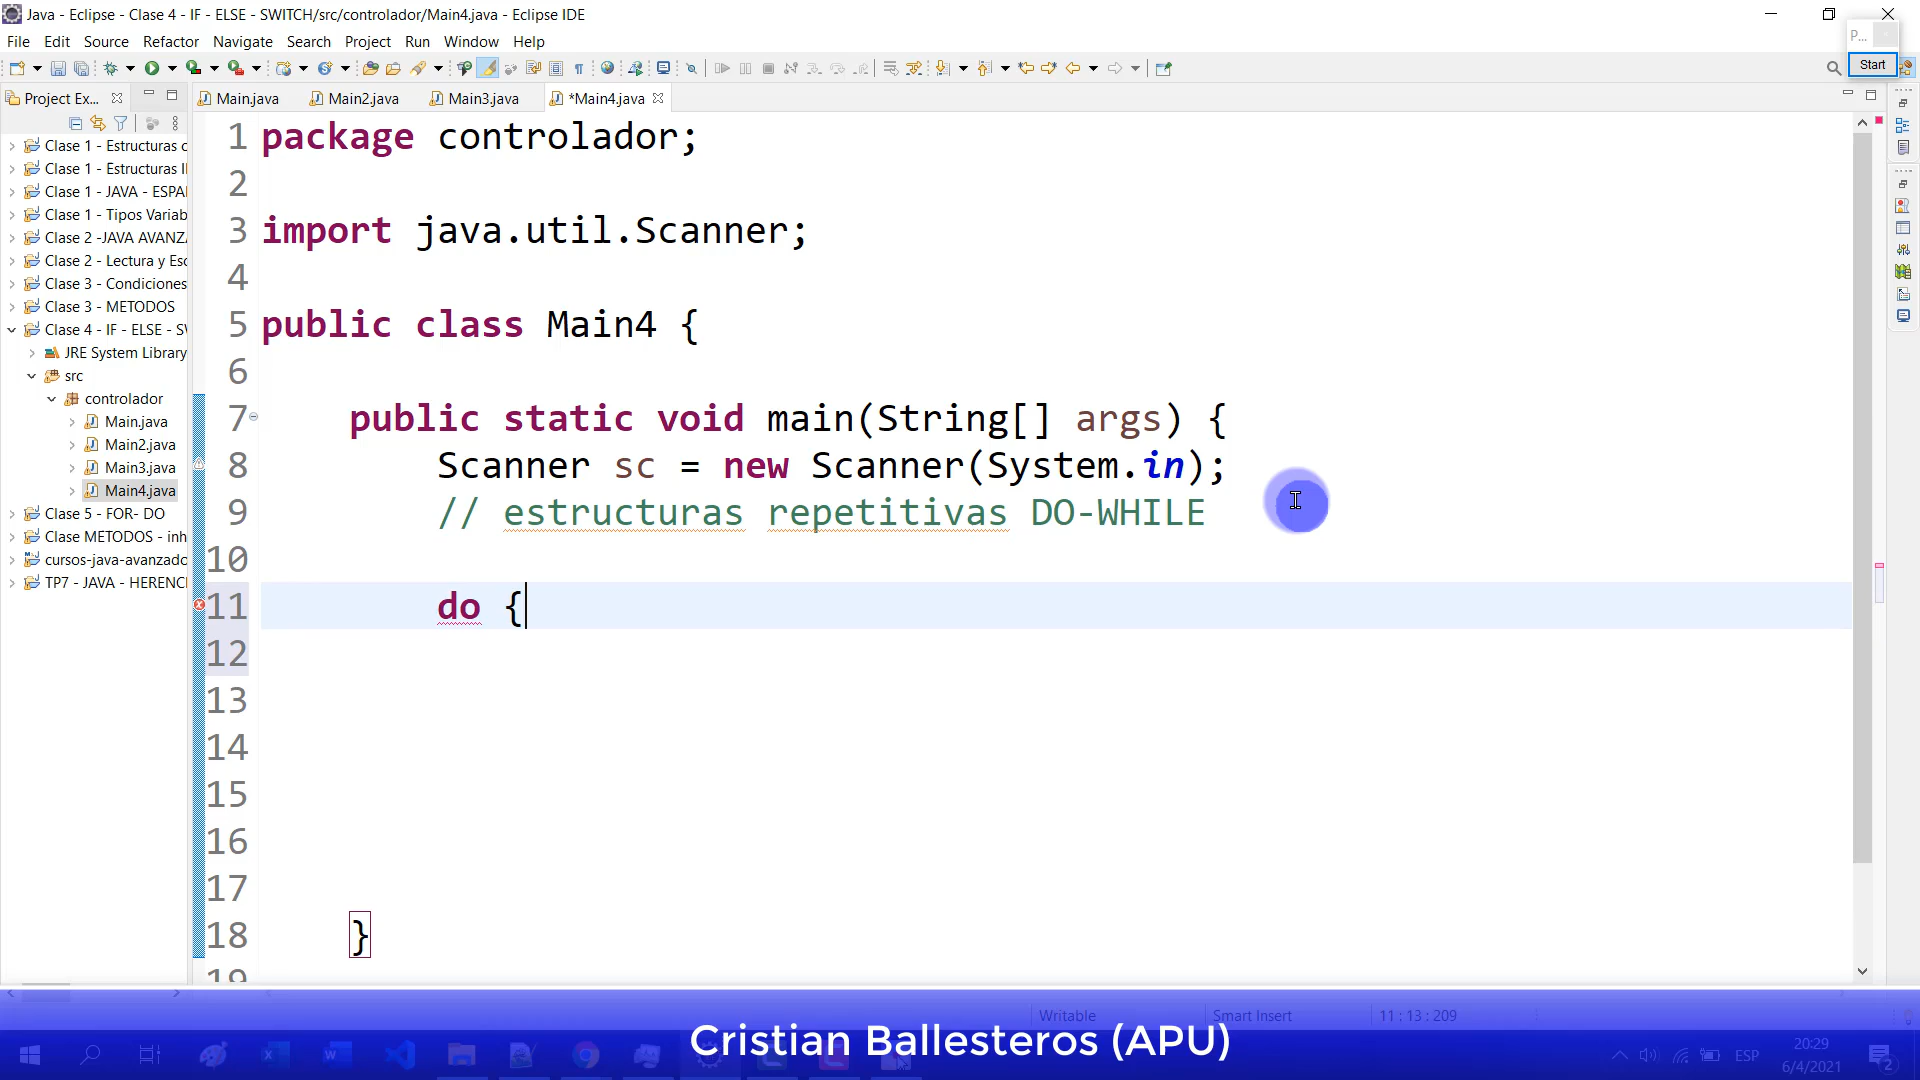 Java - Eclipse - Clase 4 - IF - ELSE - SWITCH/src/controlador/Main4.java - Eclipse IDE
P...
File Edit Source Refactor Navigate Search Project Run Window Help
Start
Project Ex...
Main.java Main2.java Main3.java *Main4.java
Clase 1 - Estructuras c
Clase 1 - Estructuras I
Clase 1 - JAVA - ESPA
Clase 1 - Tipos Variab
Clase 2 -JAVA AVANZA
Clase 2 - Lectura y Esc
Clase 3 - Condiciones
Clase 3 - METODOS
Clase 4 - IF - ELSE - S
JRE System Library
src
controlador
Main.java
Main2.java
Main3.java
Main4.java
Clase 5 - FOR- DO
Clase METODOS - inh
cursos-java-avanzado
TP7 - JAVA - HERENC
1 package controlador;
2
3 import java.util.Scanner;
4
5 public class Main4 {
6
7 public static void main(String[] args) {
8 Scanner sc = new Scanner(System.in);
9 // estructuras repetitivas DO-WHILE
10
11 do {
12
13
14
15
16
17
18 }
19
Writable Smart Insert 11 : 13 : 209
Cristian Ballesteros (APU)
ESP
20:29
6/4/2021
2